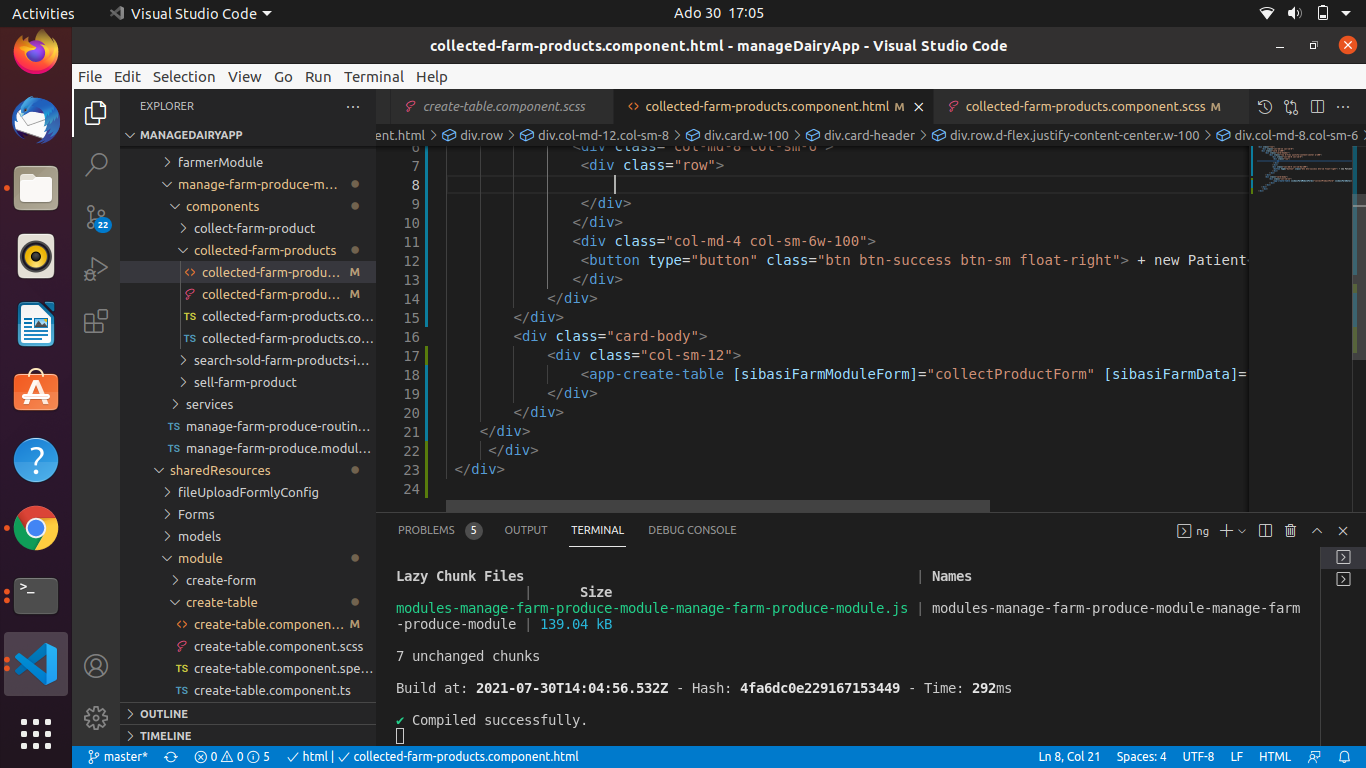 Activities
Visual Studio Code
Ado 30 17:05
collected-farm-products.component.html - manageDairyApp - Visual Studio Code
File Edit Selection View Go Run Terminal Help
EXPLORER
MANAGEDAIRYAPP
farmerModule
manage-farm-produce-m...
components
collect-farm-product
collected-farm-products
collected-farm-produ... M
collected-farm-produ... M
TS collected-farm-products.co...
TS collected-farm-products.co...
search-sold-farm-products-i...
sell-farm-product
services
TS manage-farm-produce-routin...
TS manage-farm-produce.modul...
sharedResources
fileUploadFormlyConfig
Forms
models
module
create-form
create-table
create-table.componen... M
create-table.component.scss
TS create-table.component.spe...
TS create-table.component.ts
OUTLINE
TIMELINE
22
create-table.component.scss
collected-farm-products.component.html M
collected-farm-products.component.scss M
ent.html > div.row > div.col-md-12.col-sm-8 > div.card.w-100 > div.card-header > div.row.d-flex.justify-content-center.w-100 > div.col-md-8.col-sm-6 >
6 <div class="col-md-8 col-sm-6">
7 <div class="row">
8
9 </div>
10 </div>
11 <div class="col-md-4 col-sm-6w-100">
12 <button type="button" class="btn btn-success btn-sm float-right"> + new Patient
13 </div>
14 </div>
15 </div>
16 <div class="card-body">
17 <div class="col-sm-12">
18 <app-create-table [sibasiFarmModuleForm]="collectProductForm" [sibasiFarmData]=
19 </div>
20 </div>
21 </div>
22 </div>
23 </div>
24
PROBLEMS 5 OUTPUT TERMINAL DEBUG CONSOLE
ng
Lazy Chunk Files | Names
| Size
modules-manage-farm-produce-module-manage-farm-produce-module.js | modules-manage-farm-produce-module-manage-farm
-produce-module | 139.04 kB
7 unchanged chunks
Build at: 2021-07-30T14:04:56.532Z - Hash: 4fa6dc0e229167153449 - Time: 292ms
✔ Compiled successfully.
master* 0 0 5 ✓ html | ✓ collected-farm-products.component.html
Ln 8, Col 21 Spaces: 4 UTF-8 LF HTML